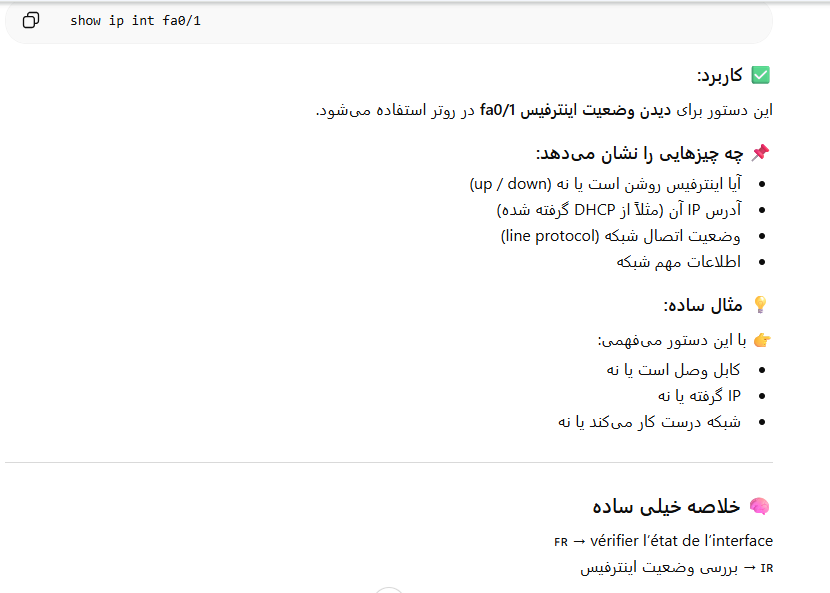 show ip int fa0/1
✅ کاربرد:
این دستور برای دیدن وضعیت اینترفیس fa0/1 در روتر استفاده می‌شود.
📌 چه چیزهایی را نشان می‌دهد:
• آیا اینترفیس روشن است یا نه (up / down)
• آدرس IP آن (مثلاً از DHCP گرفته شده)
• وضعیت اتصال شبکه (line protocol)
• اطلاعات مهم شبکه
💡 مثال ساده:
👉 با این دستور می‌فهمی:
• کابل وصل است یا نه
• IP گرفته یا نه
• شبکه درست کار می‌کند یا نه
🧠 خلاصه خیلی ساده
FR → vérifier l’état de l’interface
IR → بررسی وضعیت اینترفیس